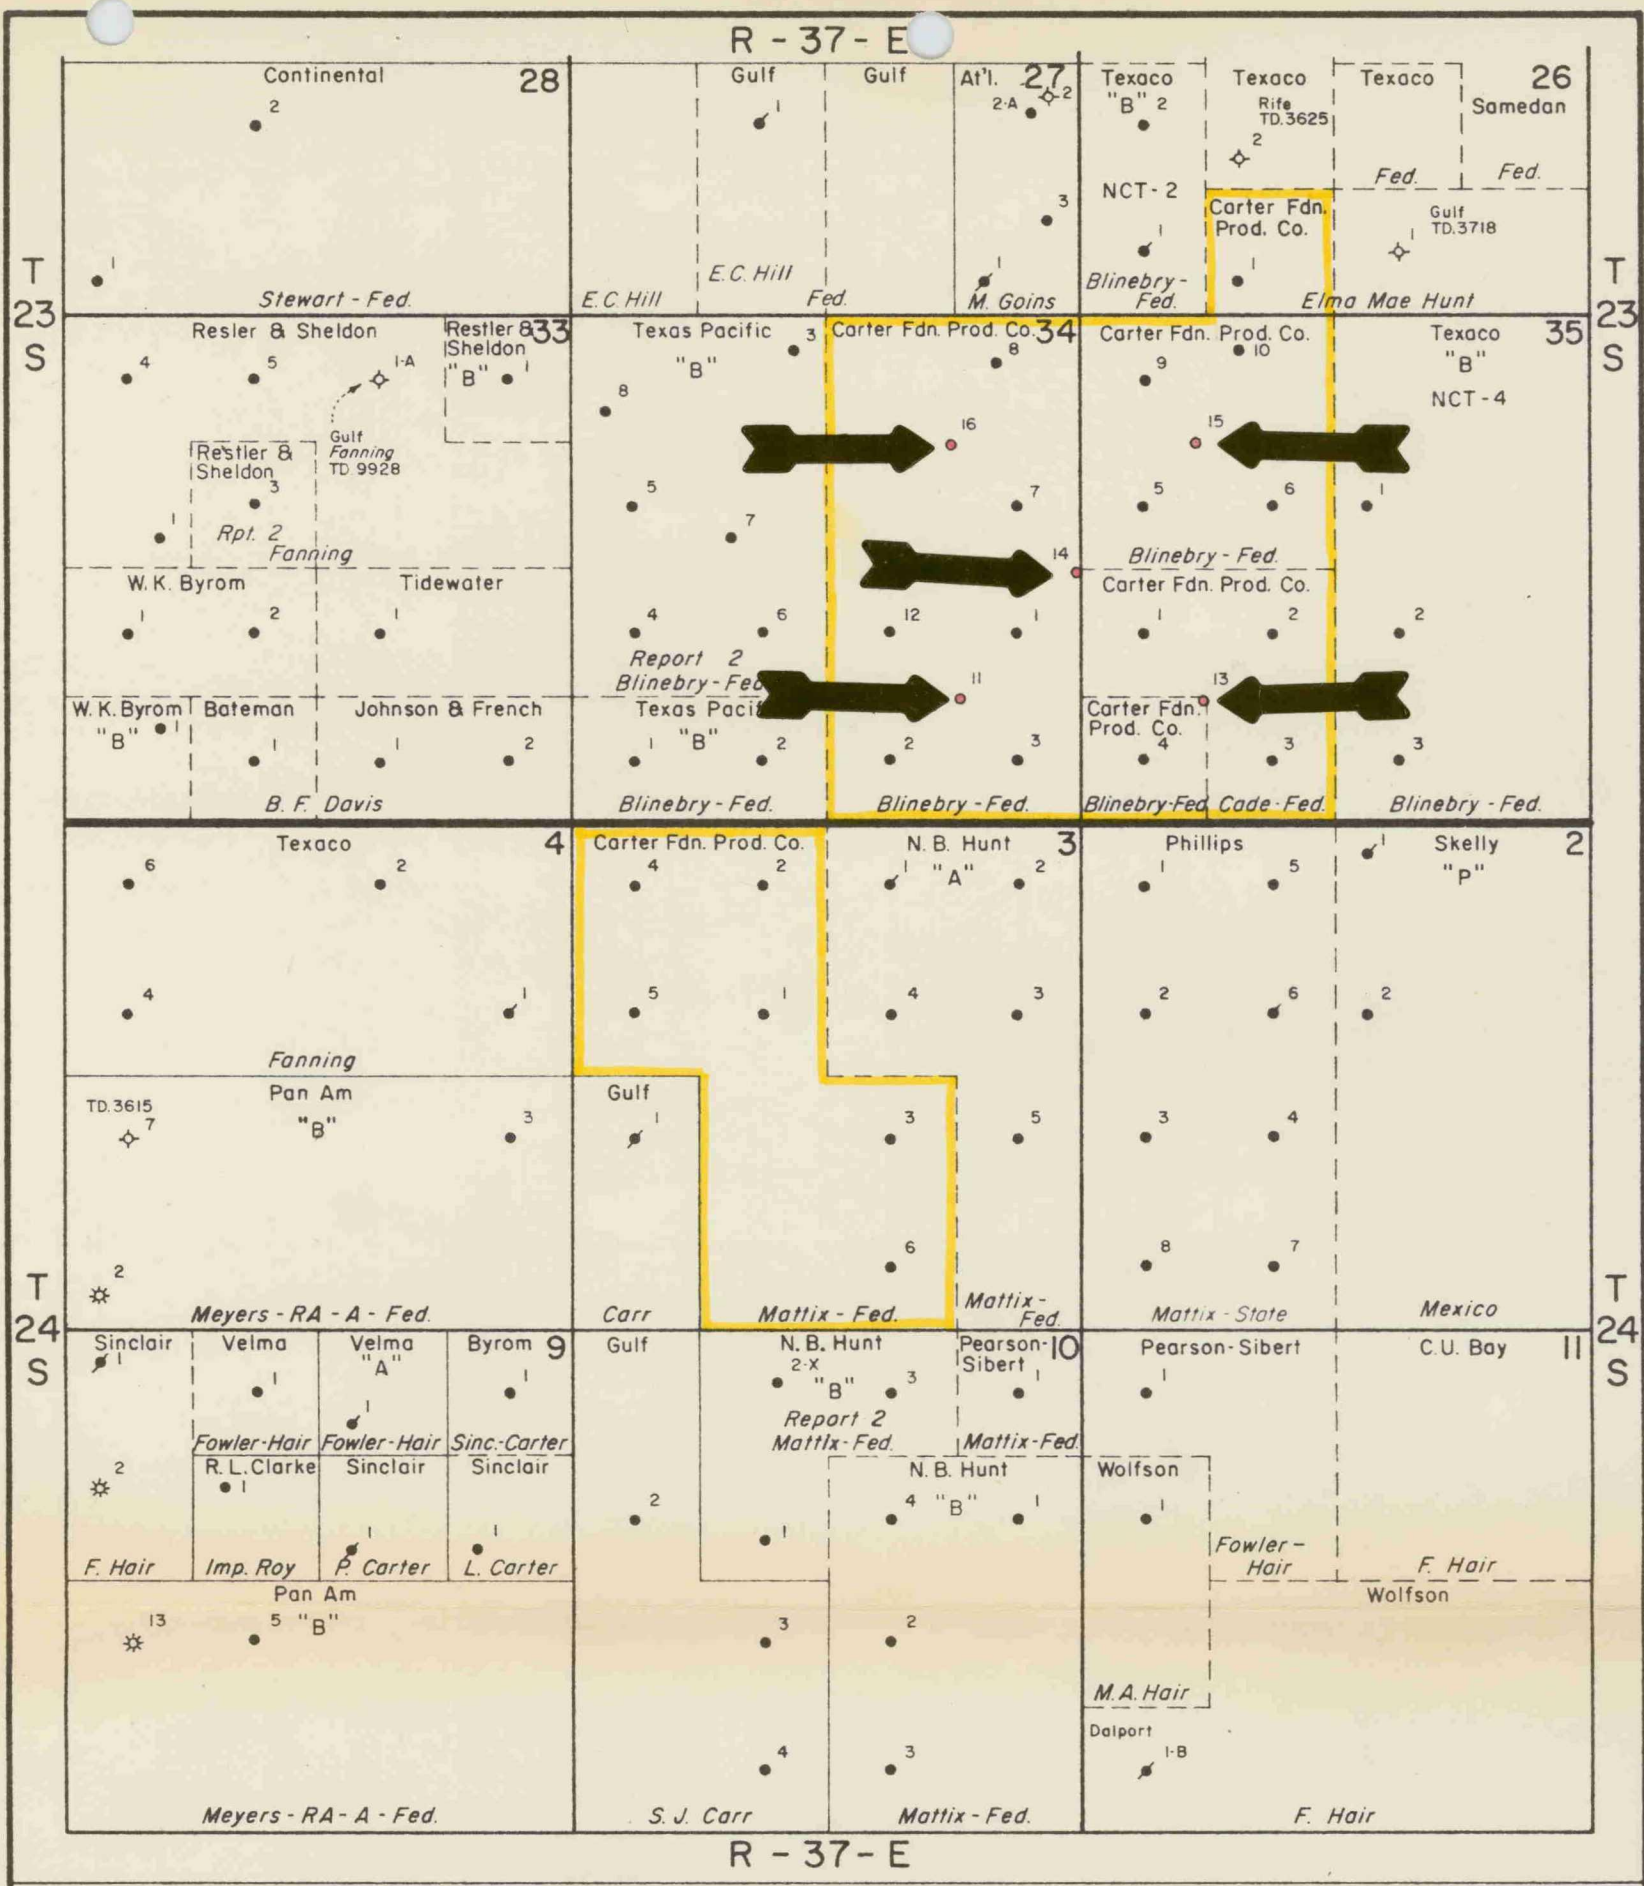 R - 37 - E
Continental 28
2
1
Stewart - Fed.
Gulf
1
E.C. Hill
E.C. Hill
Gulf
Fed.
At'l. 27
2-A 2
3
1
M. Goins
Texaco
"B" 2
NCT - 2
1
Blinebry -
Fed.
Texaco
Rife
TD.3625
2
Carter Fdn.
Prod. Co.
1
Texaco
Fed.
26
Samedan
Fed.
Gulf
TD.3718
1
Elma Mae Hunt
T
23
S
T
23
S
Resler & Sheldon
4 5 1-A
Restler & 33
Sheldon
"B" 1
Gulf
Fanning
TD 9928
Restler &
Sheldon
3
1
Rpt. 2
Fanning
W. K. Byrom
1 2
Tidewater
1
W. K. Byrom
"B" 1
Bateman
1
Johnson & French
1 2
B. F. Davis
Texas Pacific
3
"B"
8
5
7
4 6
Report 2
Blinebry-Fed
Texas Pacif
"B"
1 2
Blinebry - Fed.
Carter Fdn. Prod. Co. 34
8
16
7
14
12 1
11
2 3
Blinebry - Fed.
Carter Fdn. Prod. Co.
9 10
15
5 6
Blinebry - Fed.
Carter Fdn. Prod. Co.
1 2
13
Carter Fdn.
Prod. Co.
4 3
Blinebry-Fed Cade-Fed.
Texaco 35
"B"
NCT - 4
1
2
3
Blinebry - Fed.
Texaco 4
6 2
4 1
Fanning
Pan Am
"B"
TD.3615
7 3
2
Meyers - RA - A - Fed.
Carter Fdn. Prod. Co.
4 2
5 1
Gulf
1
Carr
3
6
Mattix - Fed.
N. B. Hunt 3
"A"
1 2
4 3
5
Mattix -
Fed.
Phillips
1 5
2 6
3 4
8 7
Mattix - State
Skelly 2
"P"
1
2
Mexico
T
24
S
T
24
S
Sinclair
1
2
F. Hair
Velma
1
Fowler-Hair
Velma
"A"
1
Fowler-Hair
Byrom 9
1
Sinc.-Carter
R. L. Clarke
1
Imp. Roy
Sinclair
1
P. Carter
Sinclair
1
L. Carter
Pan Am
"B"
13 5
Meyers - RA - A - Fed.
Gulf
2
1
3
4
S. J. Carr
N. B. Hunt
2-X
"B" 3
Report 2
Mattix-Fed.
Pearson- 10
Sibert
1
Mattix-Fed.
N. B. Hunt
4 "B" 1
2
3
Mattix - Fed.
Pearson-Sibert
1
C.U. Bay 11
Wolfson
1
Fowler -
Hair
F. Hair
Wolfson
M. A. Hair
Dalport
1-B
F. Hair
R - 37 - E